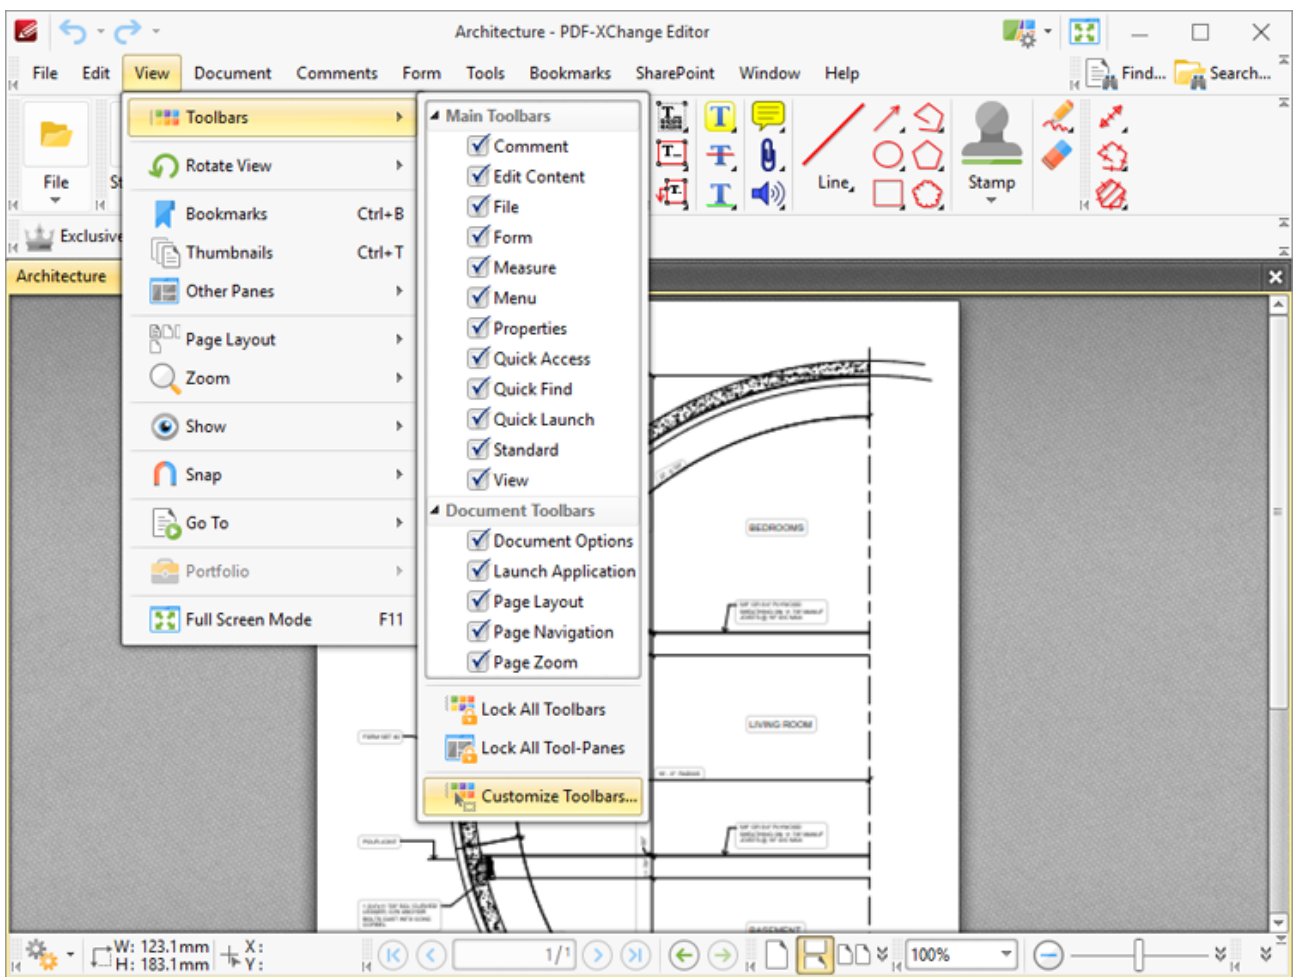 Architecture - PDF-XChange Editor
File Edit View Document Comments Form Tools Bookmarks SharePoint Window Help Find... Search...
File
Line
Stamp
Exclusive
Architecture
Toolbars
Rotate View
Bookmarks Ctrl+B
Thumbnails Ctrl+T
Other Panes
Page Layout
Zoom
Show
Snap
Go To
Portfolio
Full Screen Mode F11
Main Toolbars
Comment
Edit Content
File
Form
Measure
Menu
Properties
Quick Access
Quick Find
Quick Launch
Standard
View
Document Toolbars
Document Options
Launch Application
Page Layout
Page Navigation
Page Zoom
Lock All Toolbars
Lock All Tool-Panes
Customize Toolbars...
BEDROOMS
LIVING ROOM
BASEMENT
W: 123.1mm X:
H: 183.1mm Y:
1/1
100%